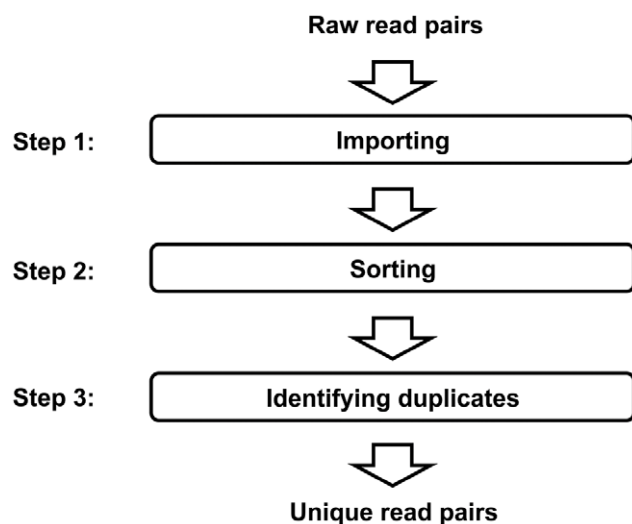 Raw read pairs
Step 1: Importing
Step 2: Sorting
Step 3: Identifying duplicates
Unique read pairs